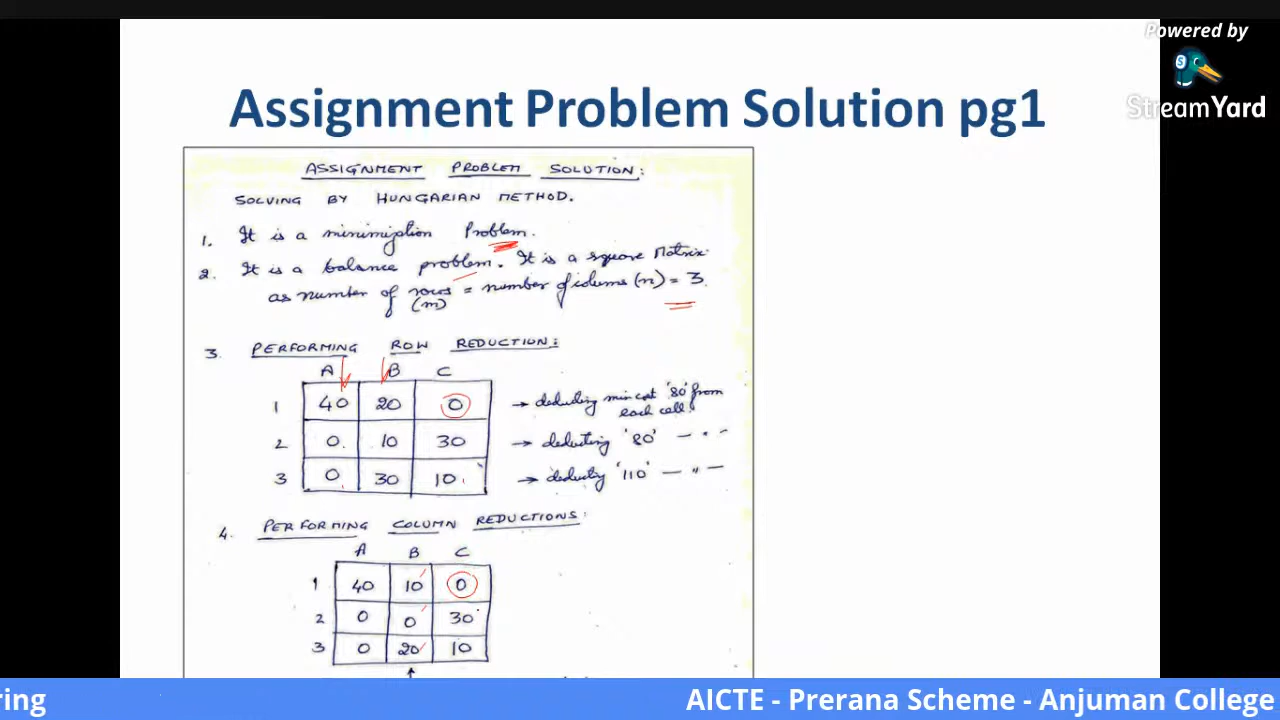 Powered by
StreamYard
Assignment Problem Solution pg1
ASSIGNMENT PROBLEM SOLUTION:
SOLVING BY HUNGARIAN METHOD.
1. It is a minimization Problem.
2. It is a balance problem. It is a square Matrix
as number of rows = number of colums (n) = 3.
(m)
3. PERFORMING ROW REDUCTION:
A B C
1 40 20 0 → deducting min cost '80' from
each cell.
2 0 10 30 → deducting '80' — " —
3 0 30 10 → deducting '110' — " —
4. PERFORMING COLUMN REDUCTIONS:
A B C
1 40 10 0
2 0 0 30
3 0 20 10
ring AICTE - Prerana Scheme - Anjuman College